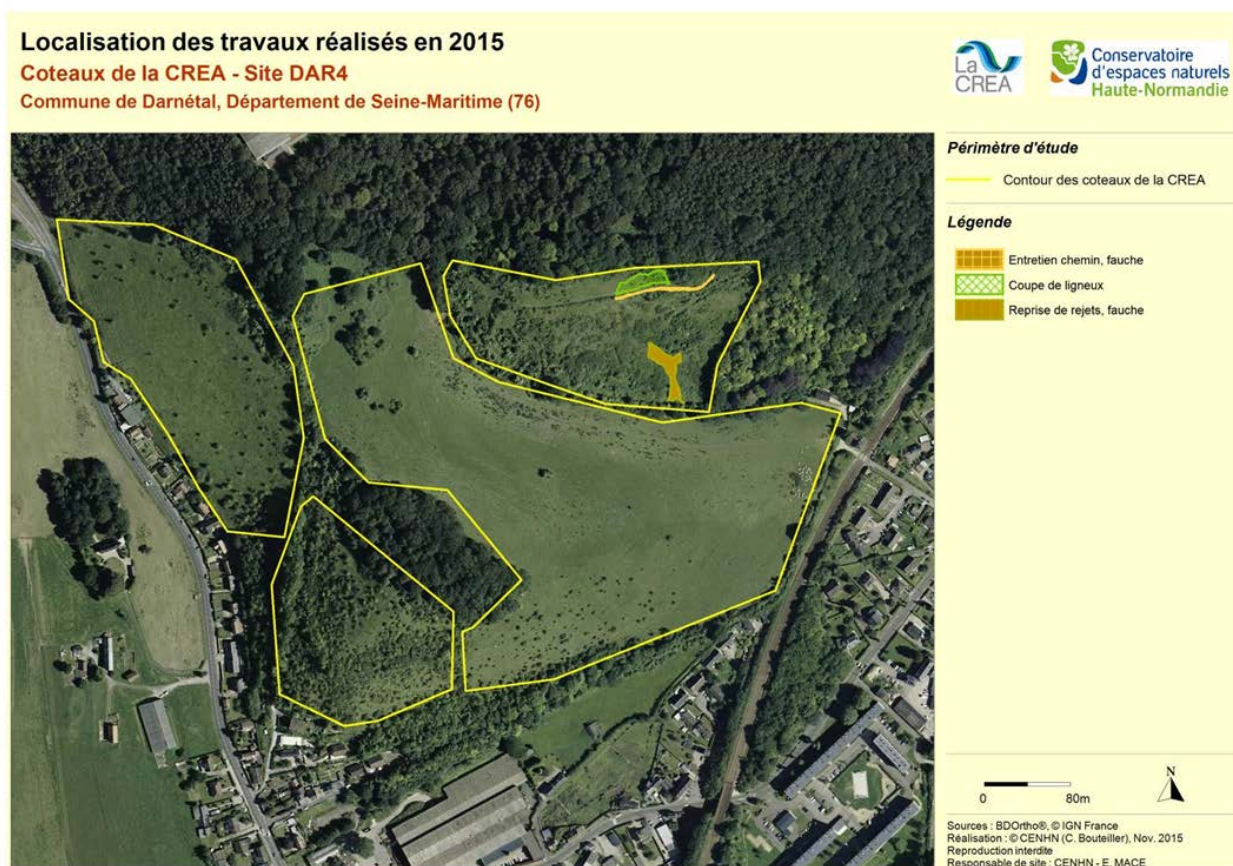 Localisation des travaux réalisés en 2015
Coteaux de la CREA - Site DAR4
Commune de Darnétal, Département de Seine-Maritime (76)
La
CREA
Conservatoire
d'espaces naturels
Haute-Normandie
Périmètre d'étude
Contour des coteaux de la CREA
Légende
Entretien chemin, fauche
Coupe de ligneux
Reprise de rejets, fauche
N
0 80m
Sources : BDOrtho®, © IGN France
Réalisation : © CENHN (C. Bouteiller), Nov. 2015
Reproduction interdite
Responsable de site : CENHN - E. MACE